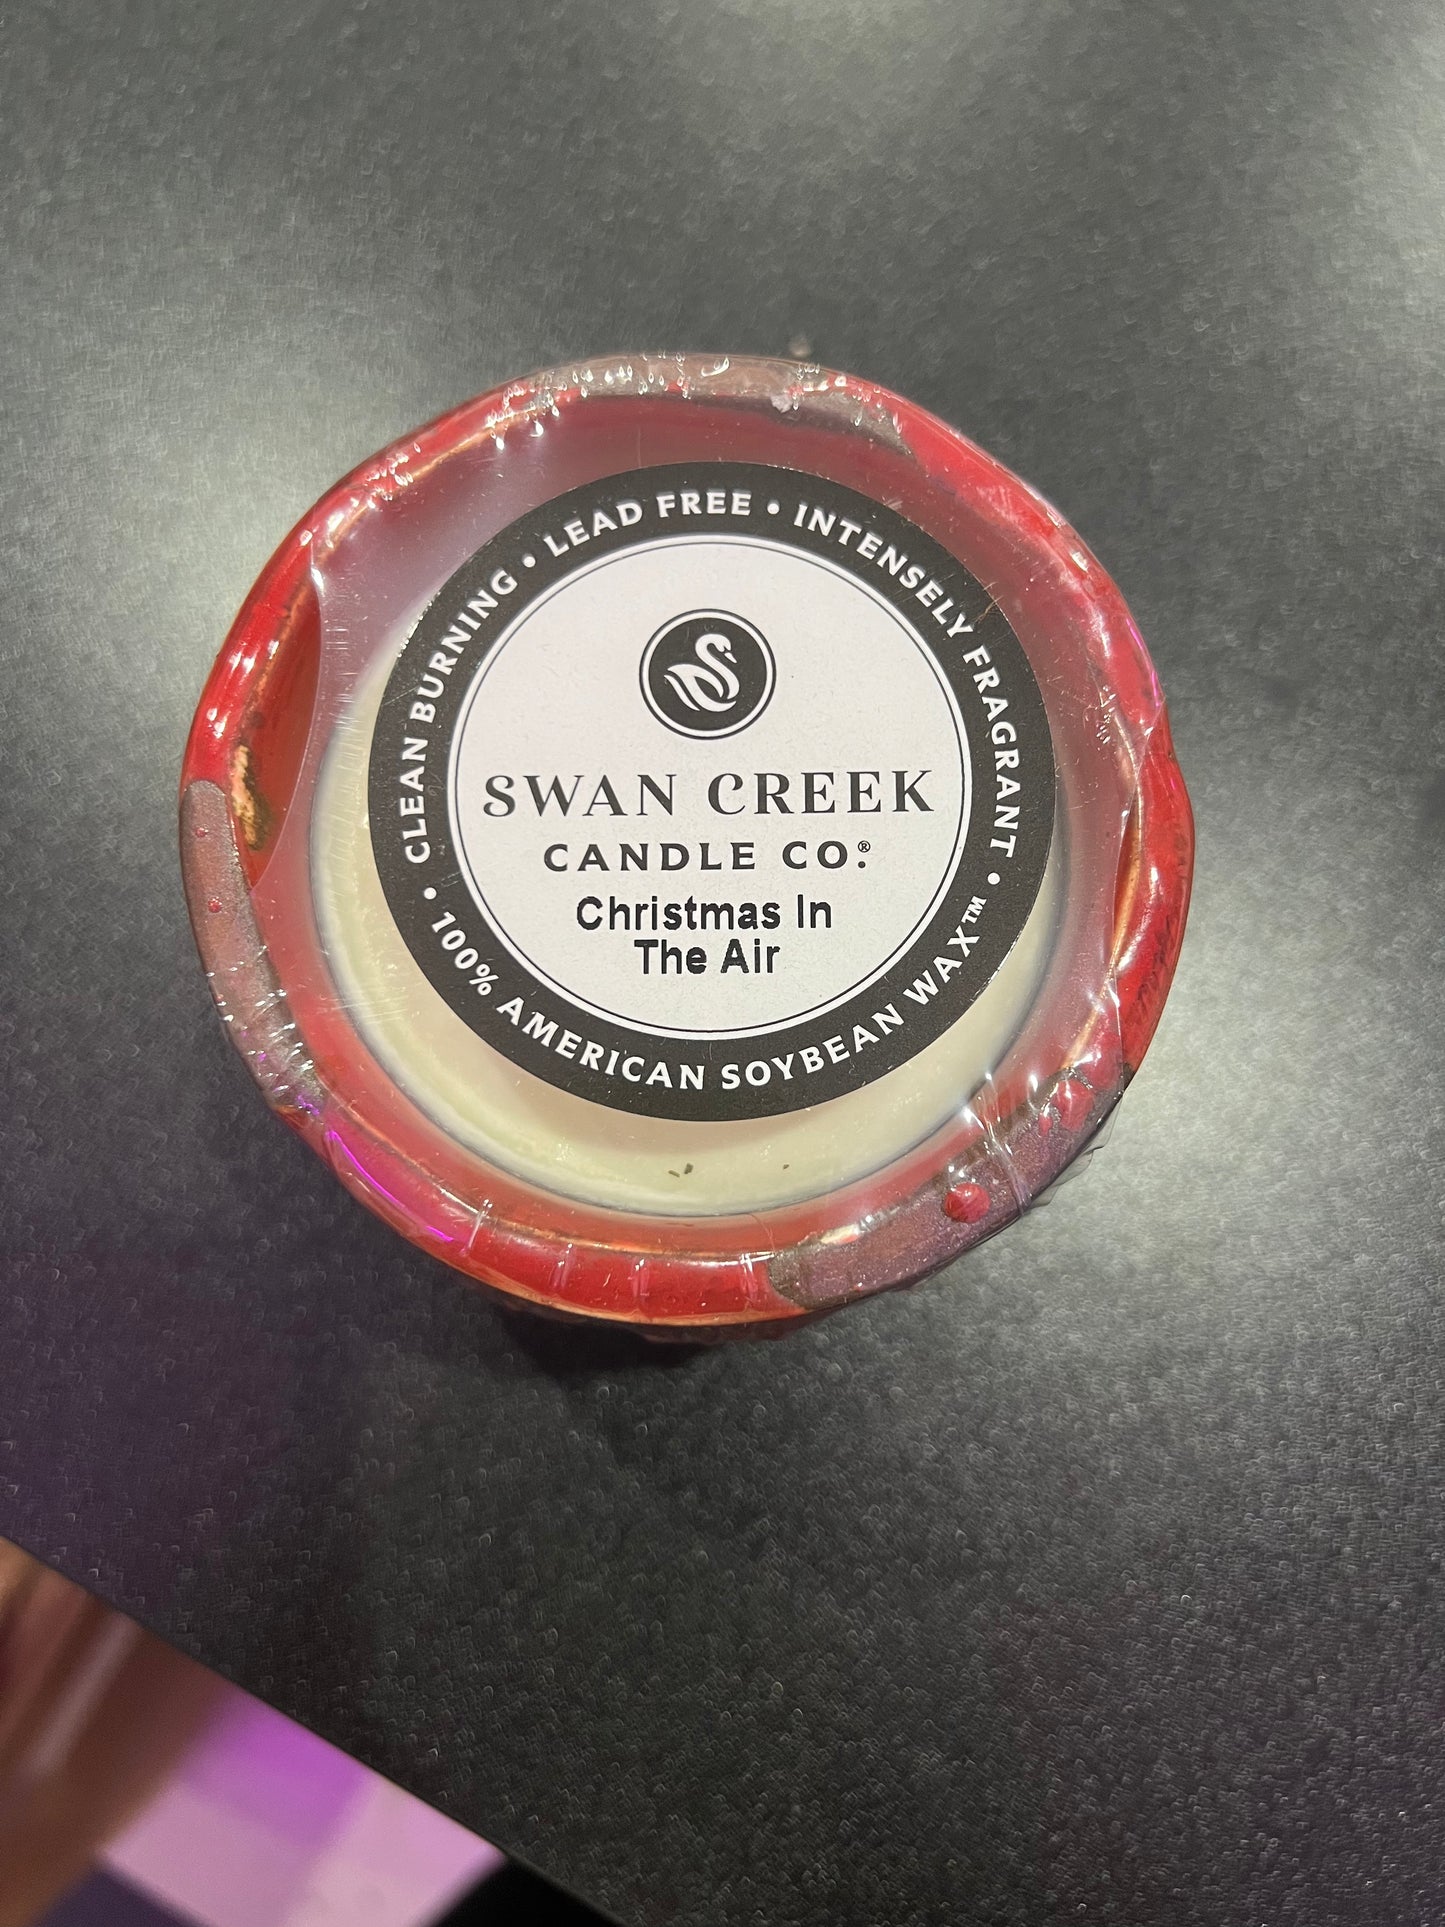 CLEAN BURNING • LEAD FREE • INTENSELY FRAGRANT •
SWAN CREEK
CANDLE CO.®
Christmas In
The Air
• 100% AMERICAN SOYBEAN WAX™